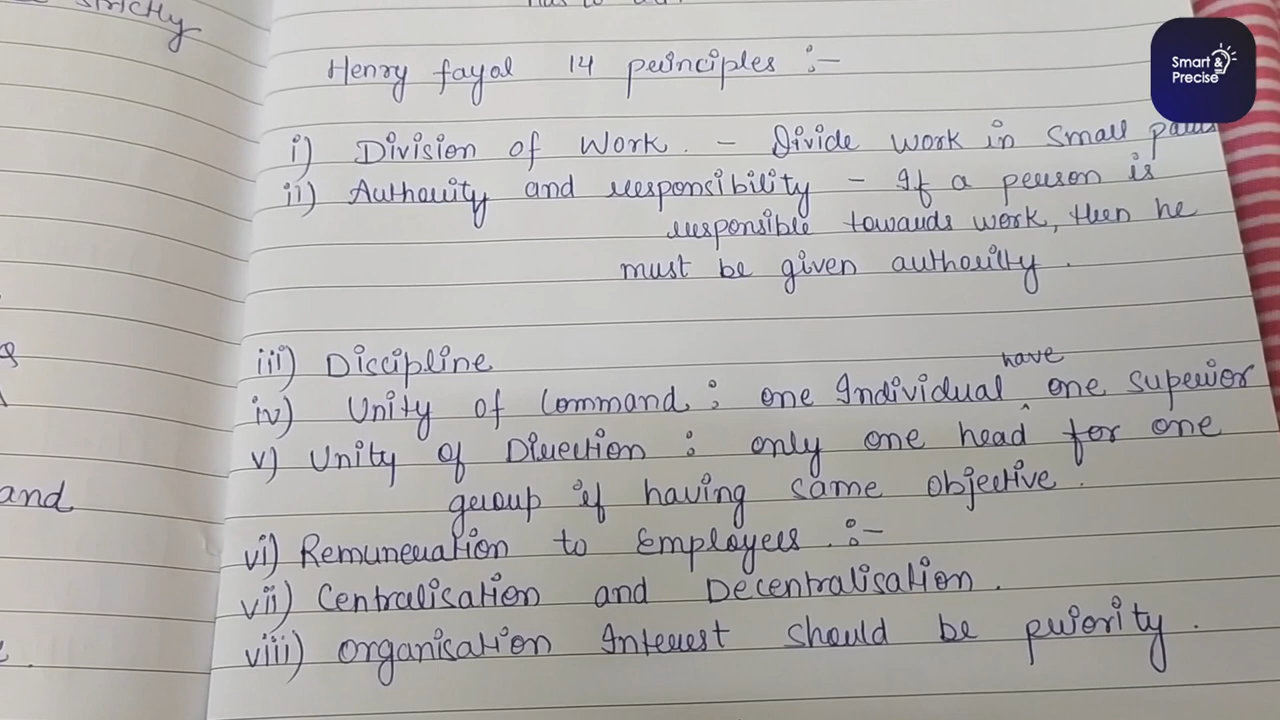 strictly
Henry fayol 14 principles :-
i) Division of Work. - Divide work in small parts
ii) Authority and responsibility - If a person is
responsible towards work, then he
must be given authority.
iii) Discipline
have
iv) Unity of Command : one Individual ^ one superior
v) Unity of Direction : only one head for one
group if having same objective.
and
vi) Remuneration to Employees :-
vii) Centralisation and Decentralisation.
viii) Organisation Interest should be priority.
Smart &
Precise